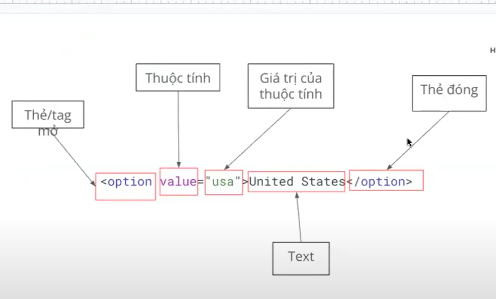 H
Thuộc tính
Giá trị của
thuộc tính
Thẻ đóng
Thẻ/tag
mở
<option value="usa">United States</option>
Text